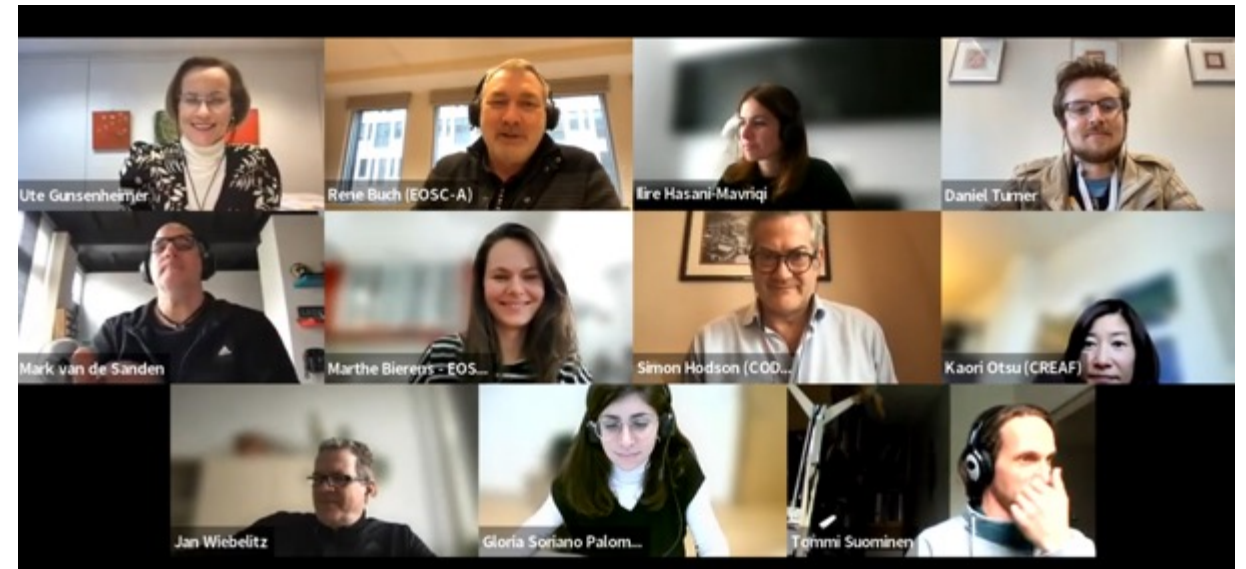 Ute Gunsenheimer
Rene Buch (EOSC-A)
Ilire Hasani-Mavriqi
Daniel Turner
Mark van de Sanden
Marthe Bierens - EOS...
Simon Hodson (COD...
Kaori Otsu (CREAF)
Jan Wiebelitz
Gloria Soriano Palom...
Tommi Suominen